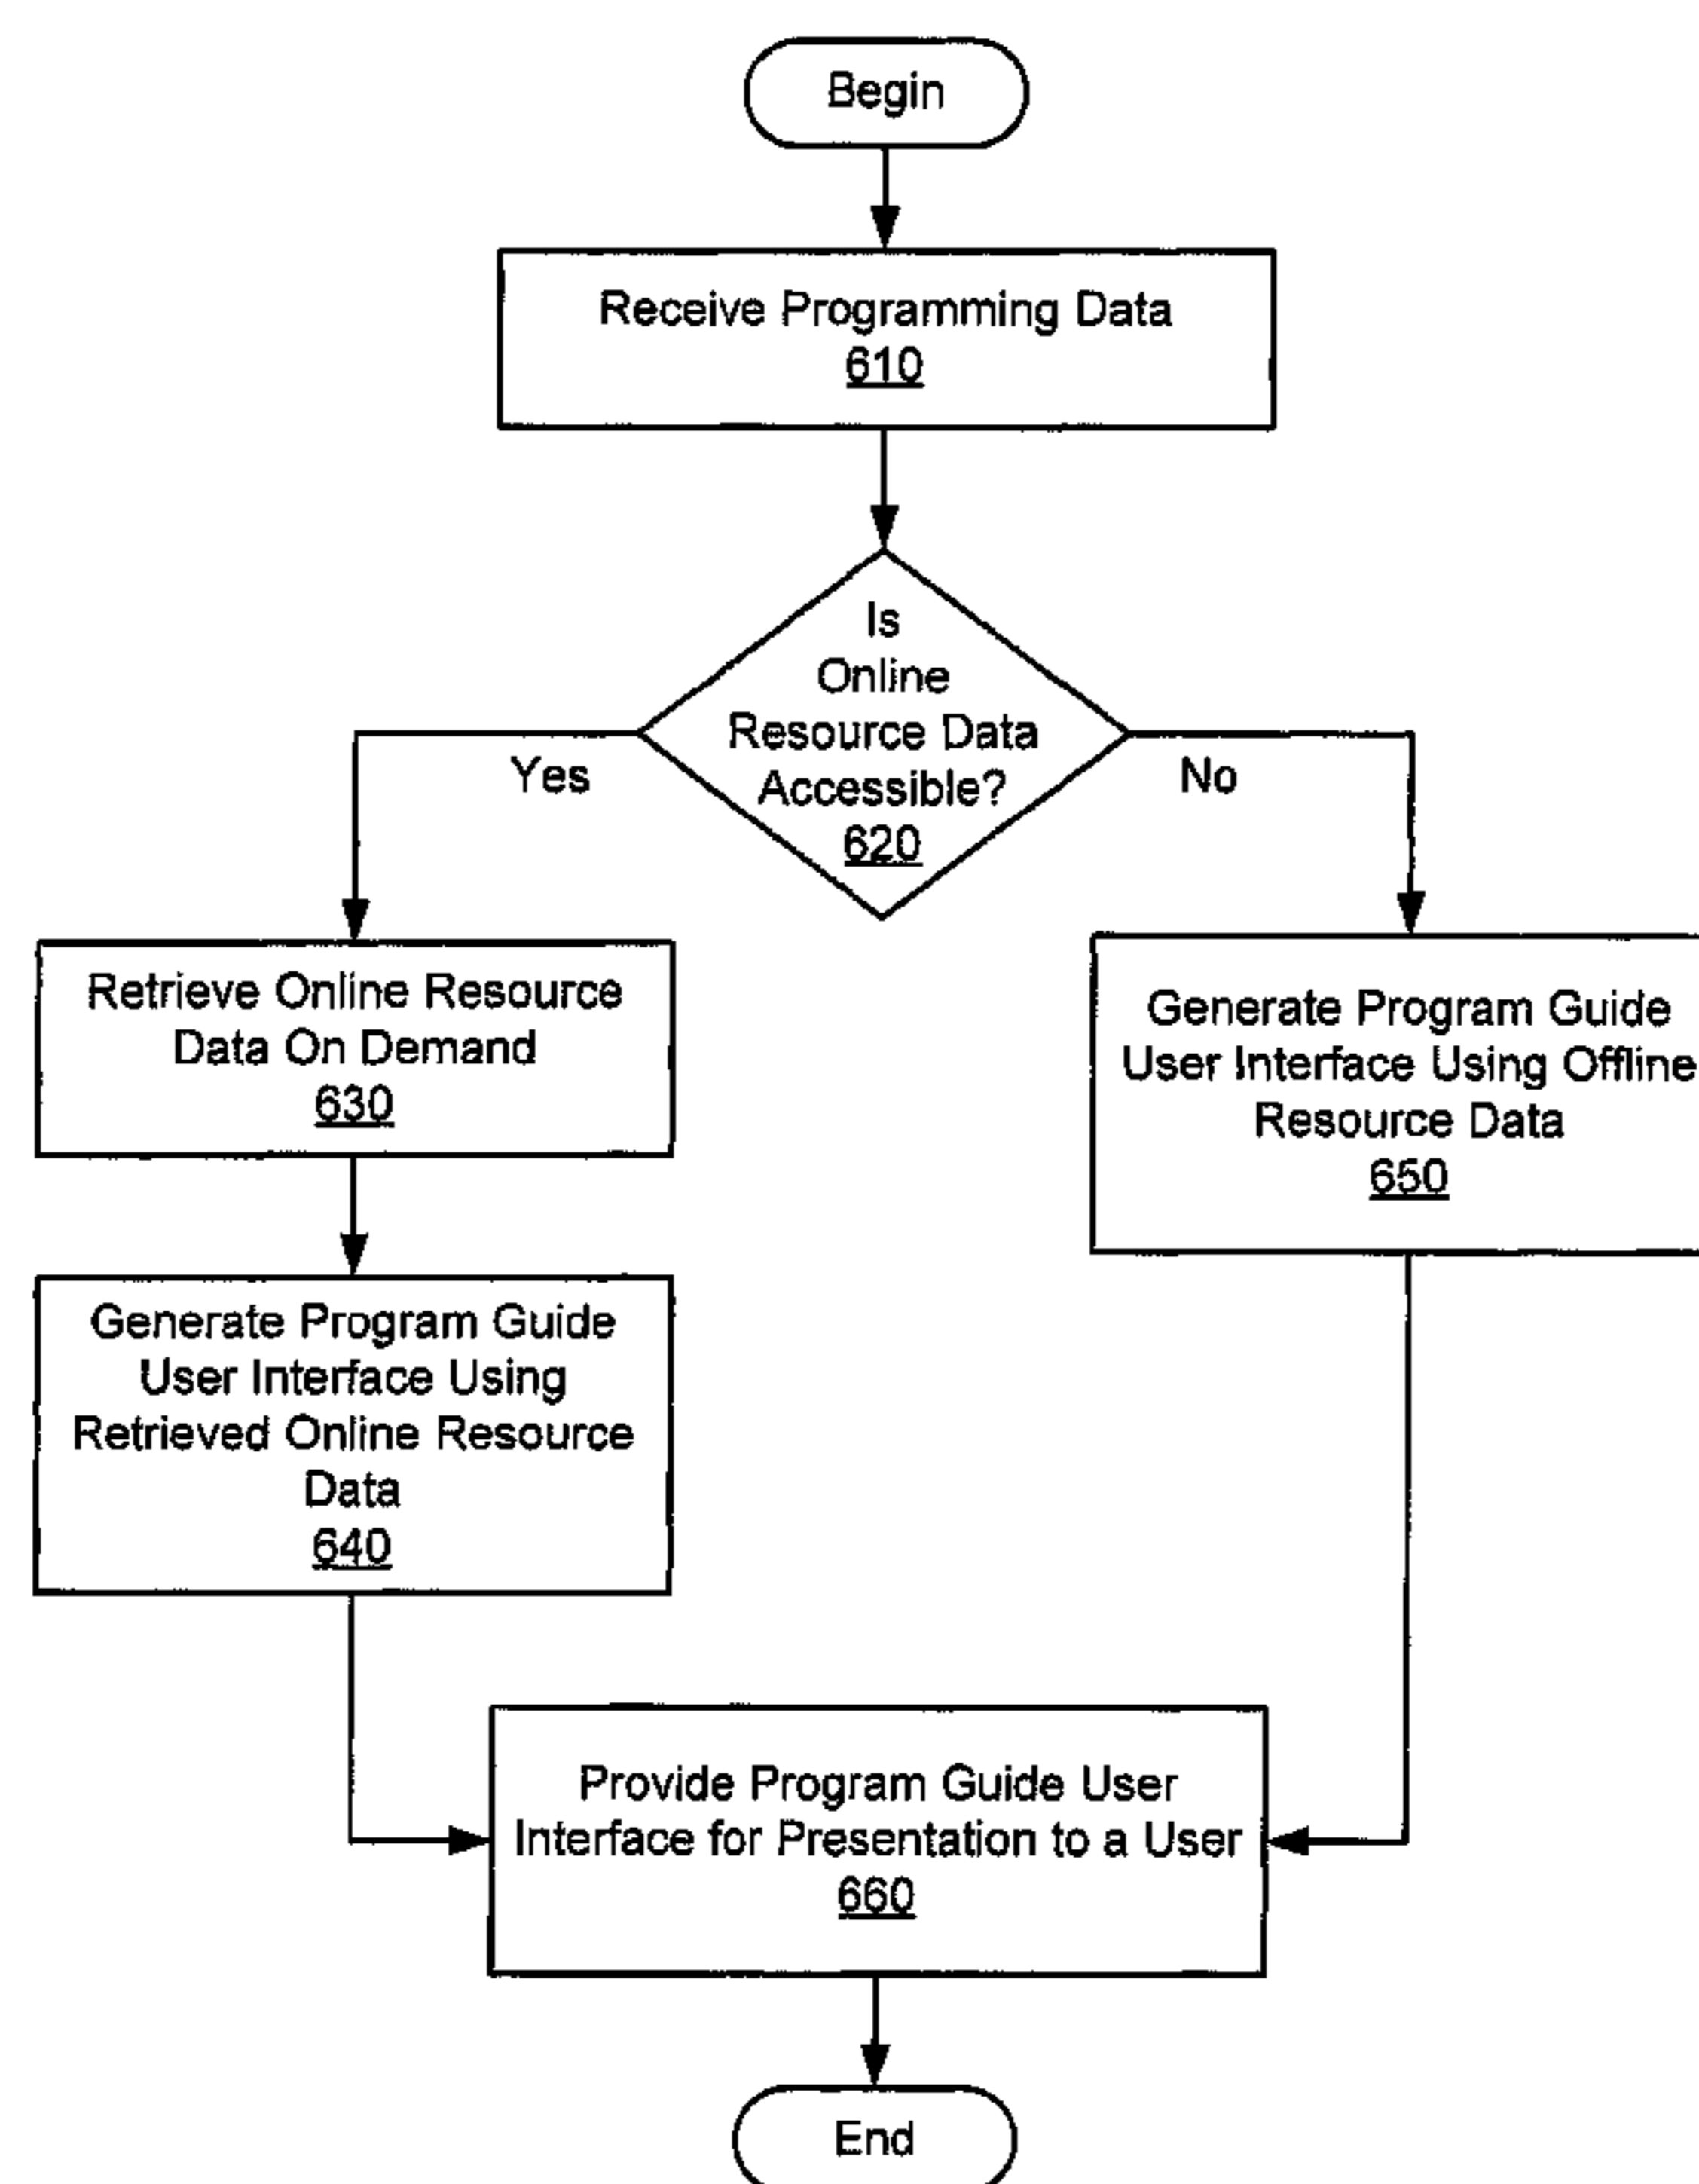 Begin
Receive Programming Data
610
Is
Online
Resource Data
Accessible?
620
Yes
No
Retrieve Online Resource
Data On Demand
630
Generate Program Guide
User Interface Using Offline
Resource Data
650
Generate Program Guide
User Interface Using
Retrieved Online Resource
Data
640
Provide Program Guide User
Interface for Presentation to a User
660
End